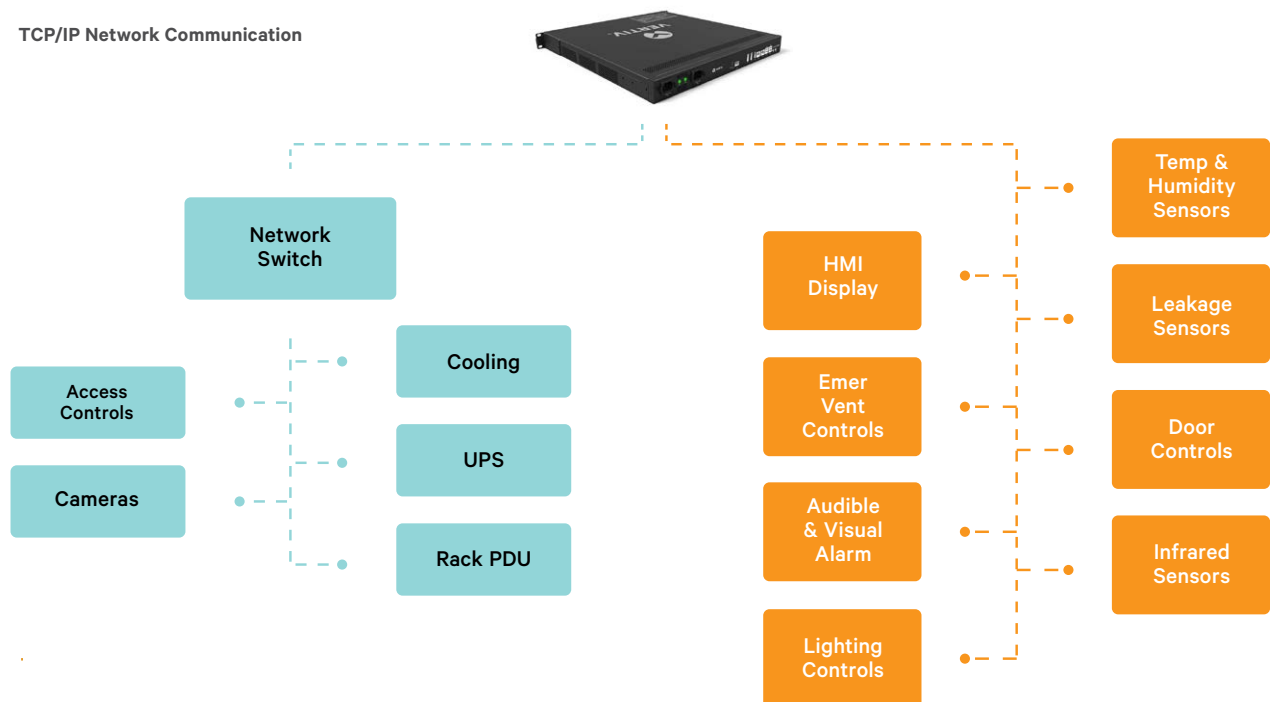 TCP/IP Network Communication
VERTIV
Network
Switch
Access
Controls
Cameras
Cooling
UPS
Rack PDU
HMI
Display
Emer
Vent
Controls
Audible
& Visual
Alarm
Lighting
Controls
Temp &
Humidity
Sensors
Leakage
Sensors
Door
Controls
Infrared
Sensors